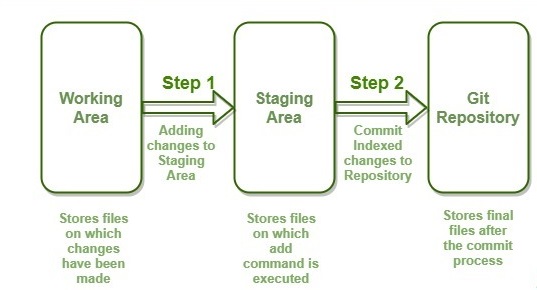 Working
Area
Step 1
Adding
changes to
Staging
Area
Staging
Area
Step 2
Commit
Indexed
changes to
Repository
Git
Repository
Stores files
on which
changes
have been
made
Stores files
on which
add
command is
executed
Stores final
files after
the commit
process